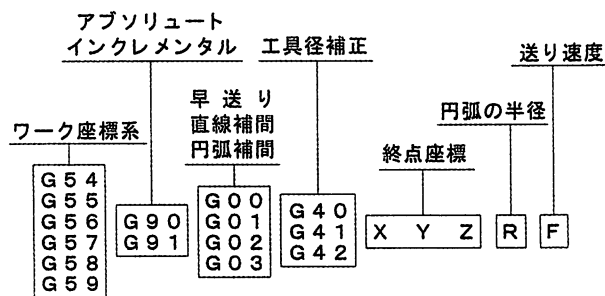 アブソリュート
インクレメンタル
工具径補正
送り速度
早送り
直線補間
円弧補間
円弧の半径
ワーク座標系
終点座標
G54
G55
G56
G57
G58
G59
G90
G91
G00
G01
G02
G03
G40
G41
G42
X Y Z
R
F